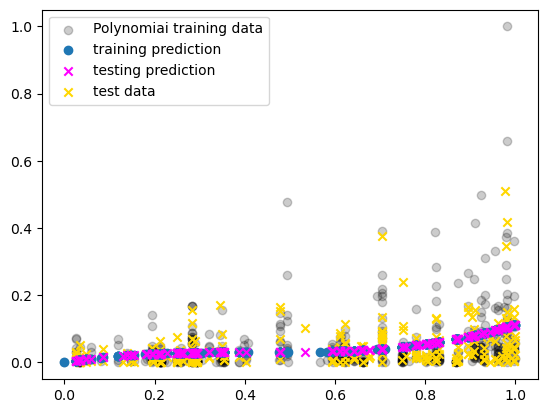 Polynomiai training data
training prediction
testing prediction
test data
1.0
0.8
0.6
0.4
0.2
0.0
0.0 0.2 0.4 0.6 0.8 1.0